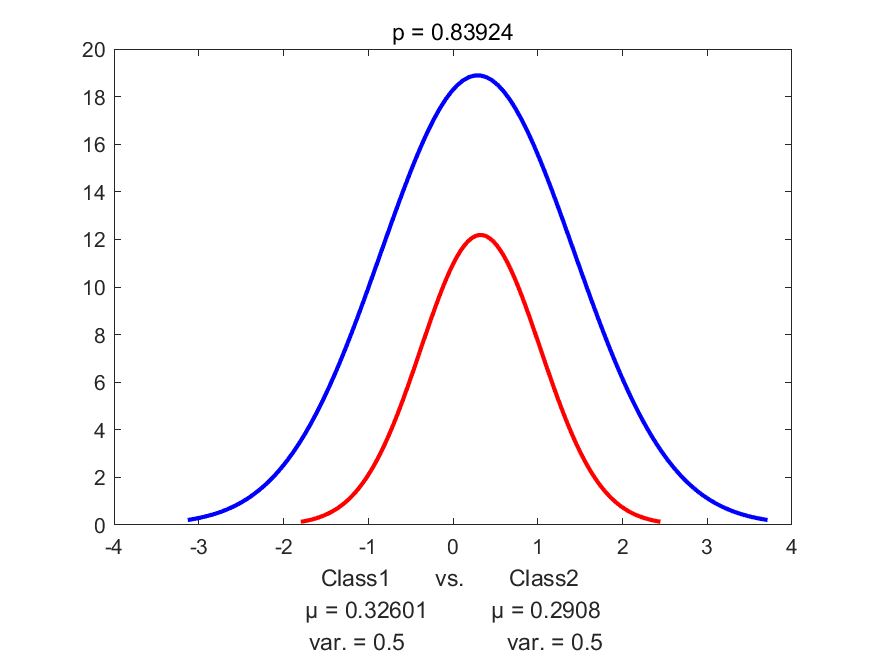 p = 0.83924
20
18
16
14
12
10
8
6
4
2
0
-4 -3 -2 -1 0 1 2 3 4
Class1 vs. Class2
μ = 0.32601 μ = 0.2908
var. = 0.5 var. = 0.5